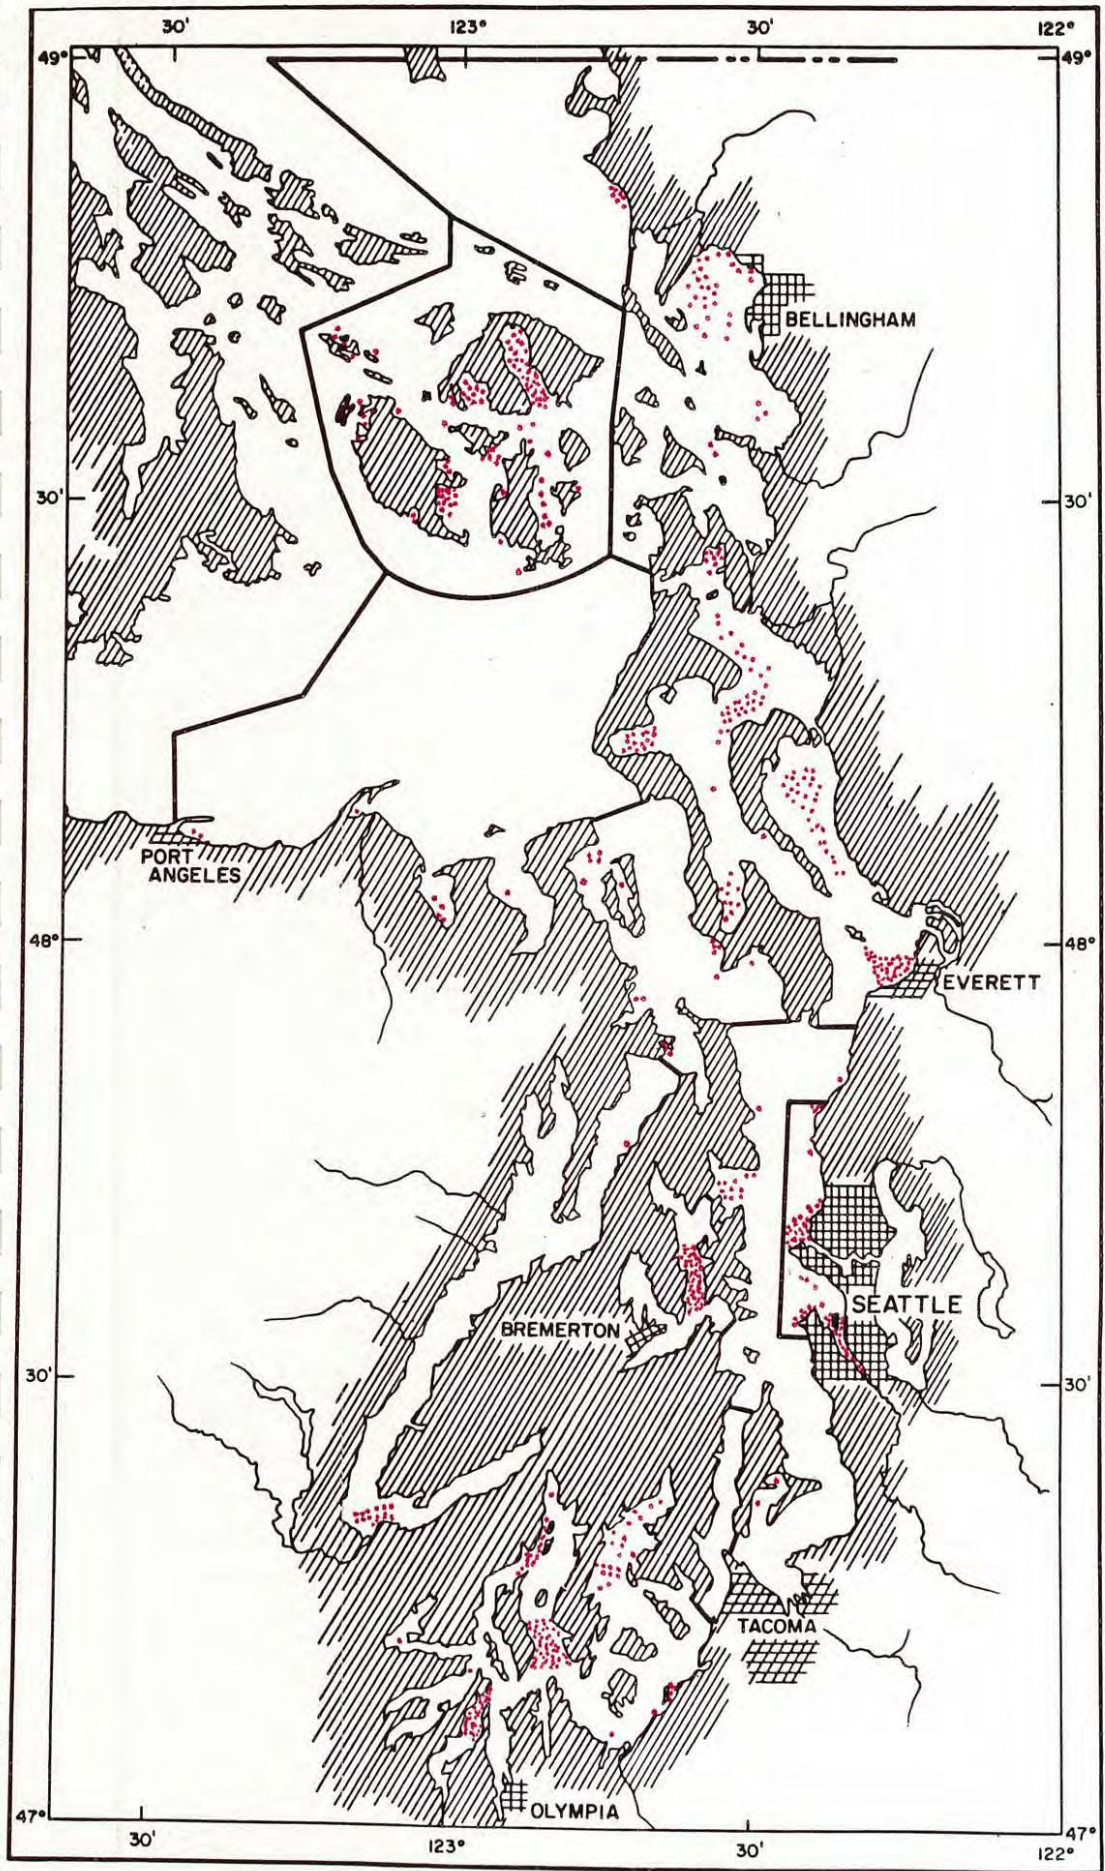 30' 123° 30' 122°
49° 49°
BELLINGHAM
30' 30'
PORT
ANGELES
48° 48°
EVERETT
SEATTLE
BREMERTON
30' 30'
TACOMA
OLYMPIA
47° 47°
30' 123° 30' 122°